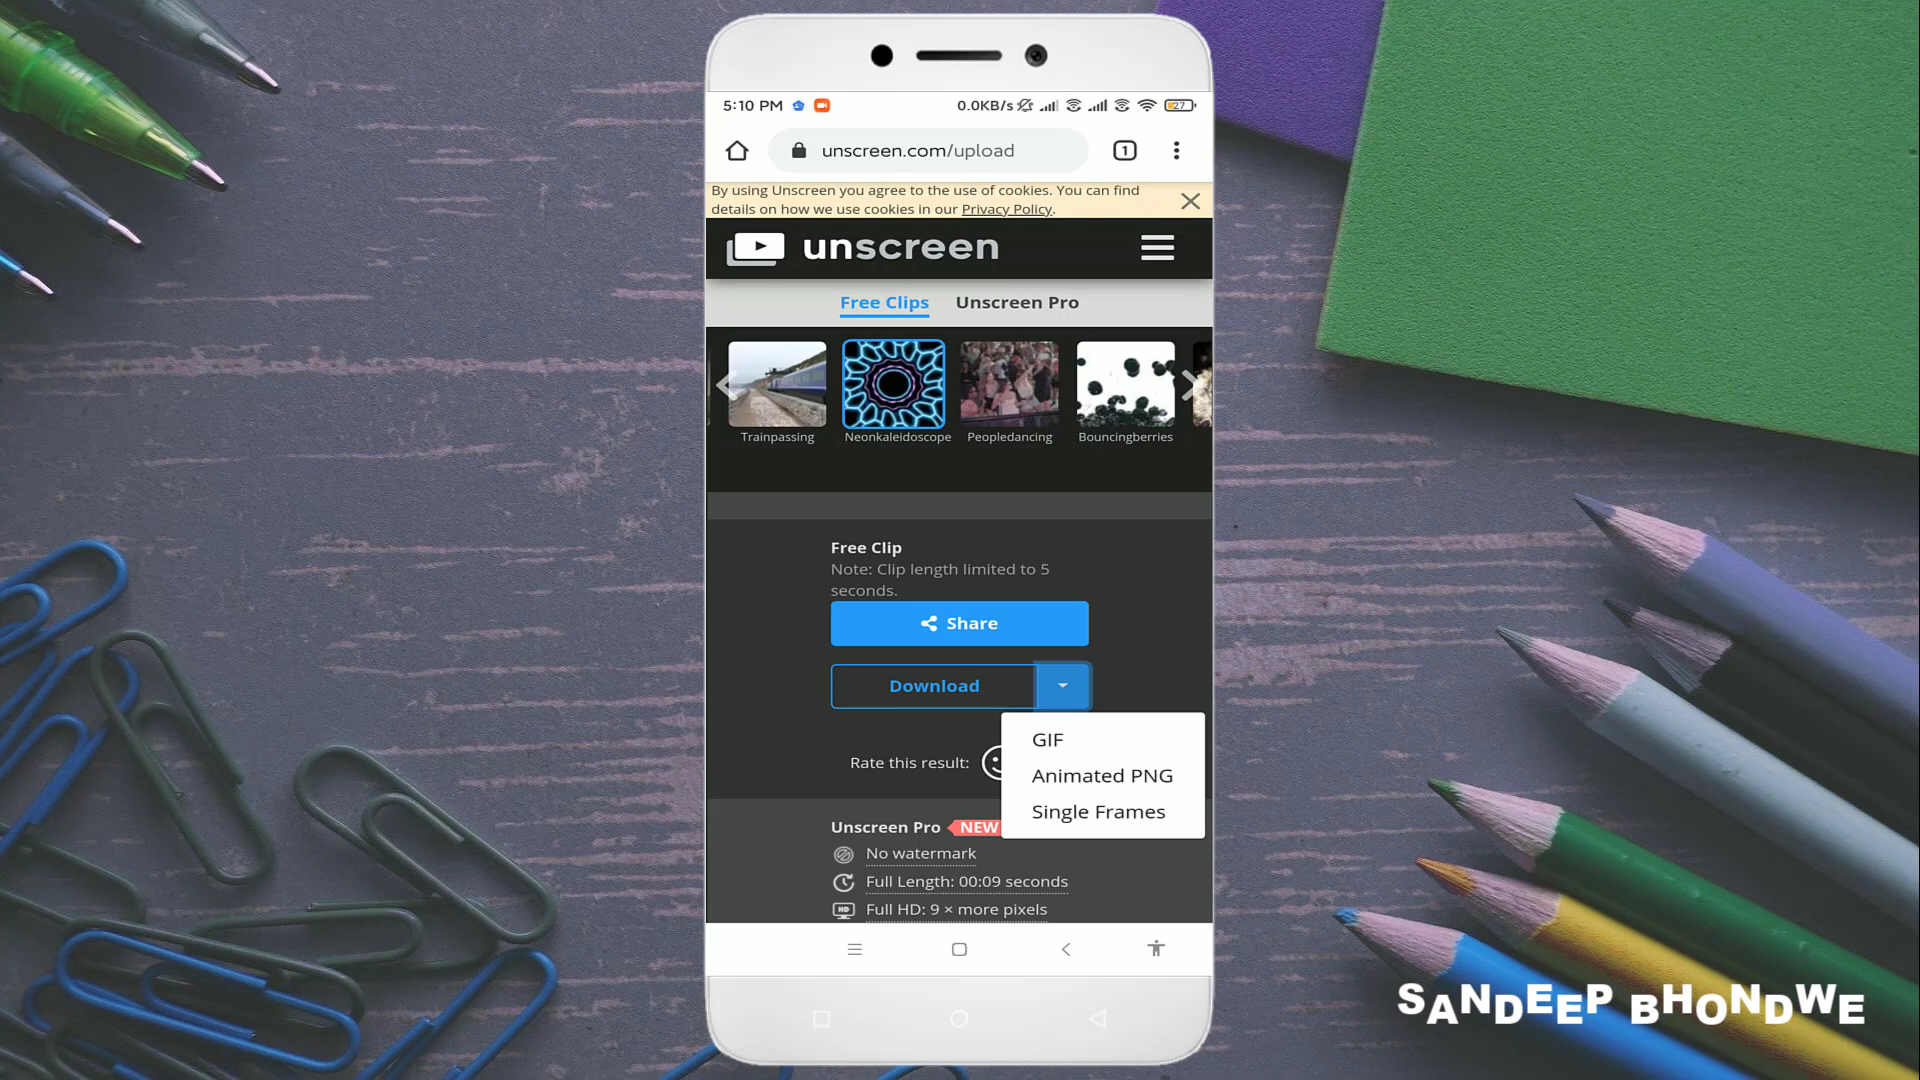 5:10 PM 0.0KB/s 27
unscreen.com/upload 1
By using Unscreen you agree to the use of cookies. You can find
details on how we use cookies in our Privacy Policy.
unscreen
Free Clips Unscreen Pro
Trainpassing Neonkaleidoscope Peopledancing Bouncingberries
Free Clip
Note: Clip length limited to 5
seconds.
Share
Download
GIF
Animated PNG
Single Frames
Rate this result:
Unscreen Pro NEW
No watermark
Full Length: 00:09 seconds
HD Full HD: 9 × more pixels
SANDEEP BHONDWE